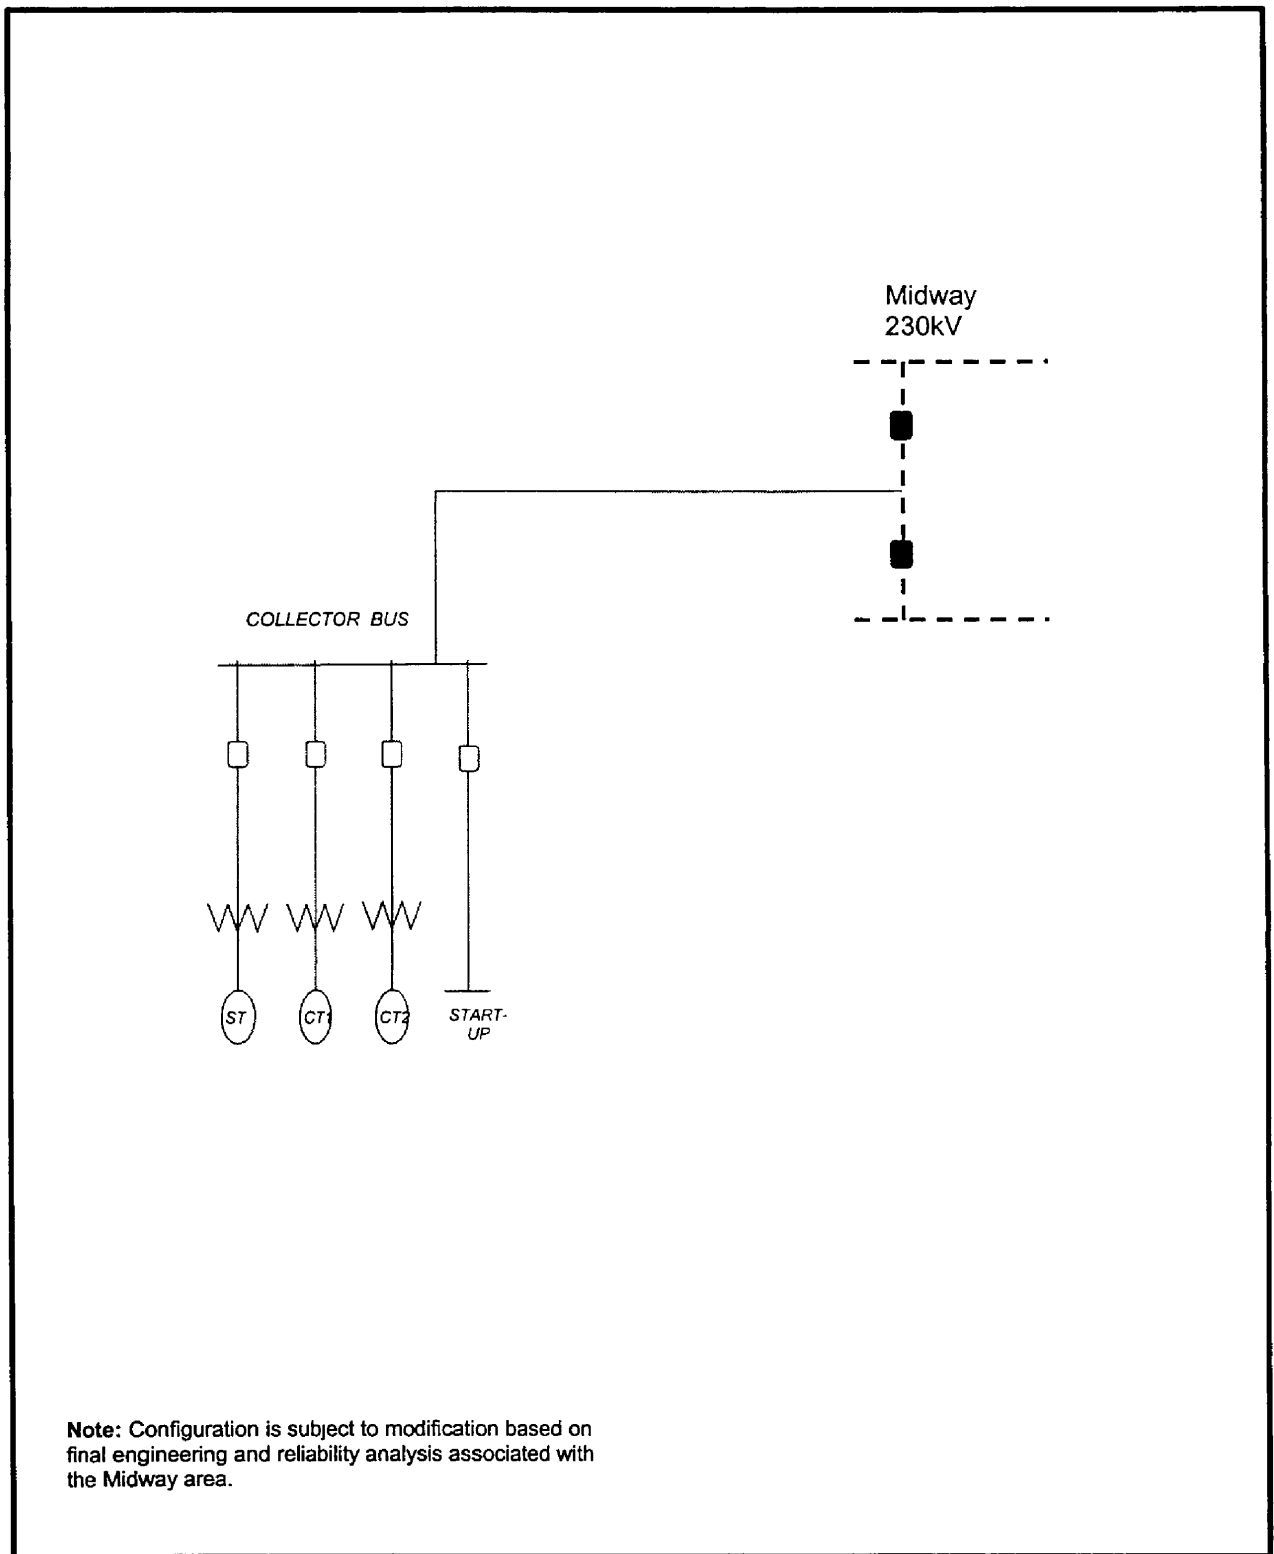 Midway
230kV
COLLECTOR BUS
ST
CT1
CT2
START-
UP
Note: Configuration is subject to modification based on
final engineering and reliability analysis associated with
the Midway area.